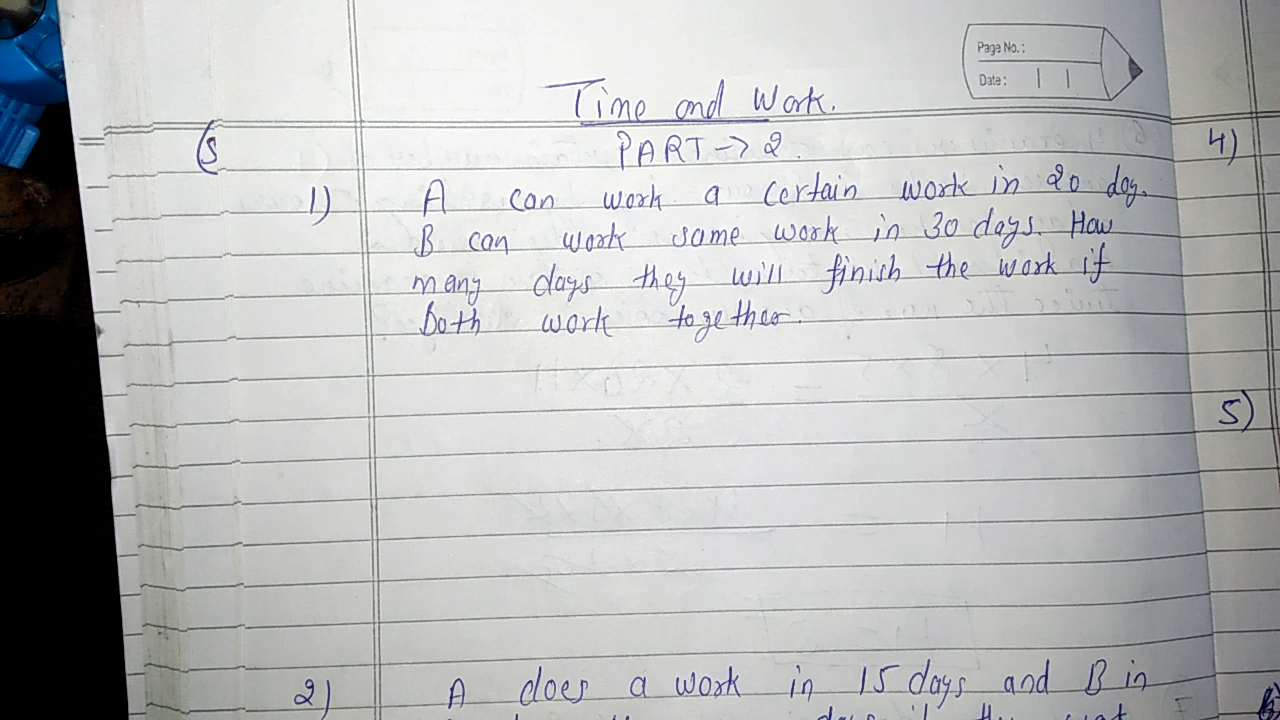 Page No.:
Date:
Time and Work.
PART → 2.
1) A can work a certain work in 20 day.
B can work same work in 30 days. How
many days they will finish the work if
both work together.
2) A does a work in 15 days and B in
4)
5)